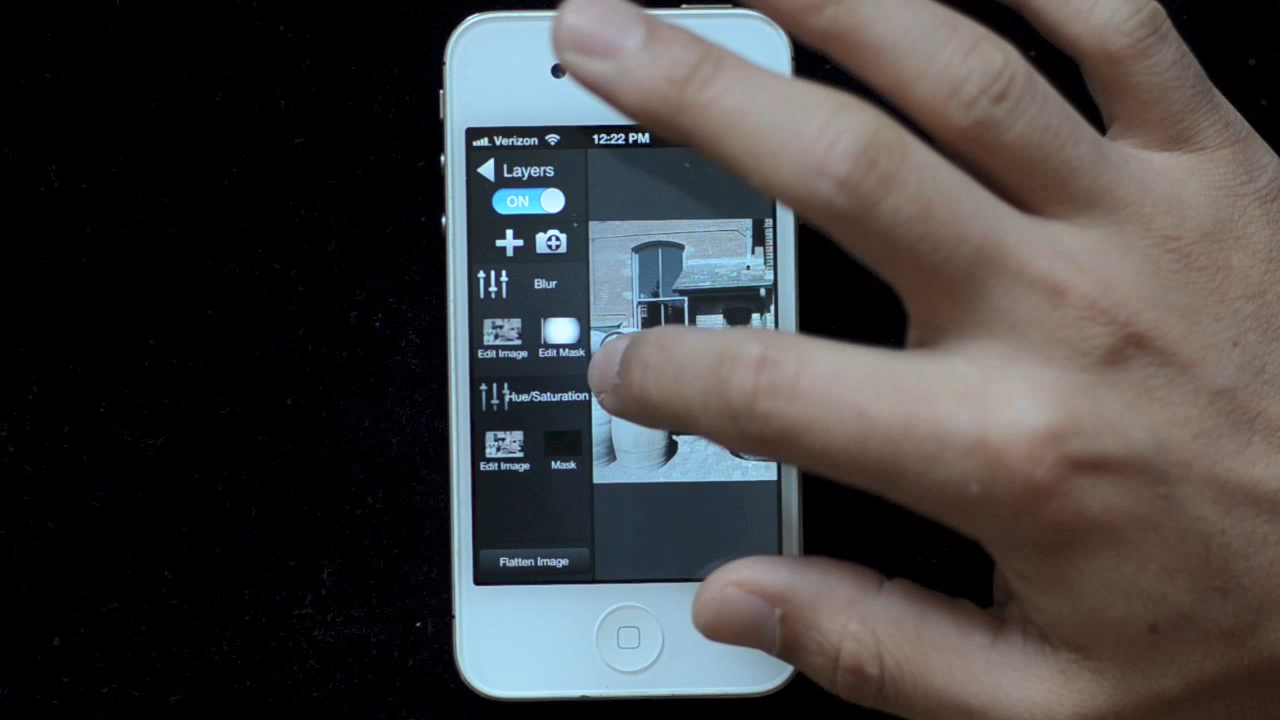 Verizon 12:22 PM
Layers
ON
Blur
Edit Image Edit Mask
Hue/Saturation
Edit Image Mask
Flatten Image